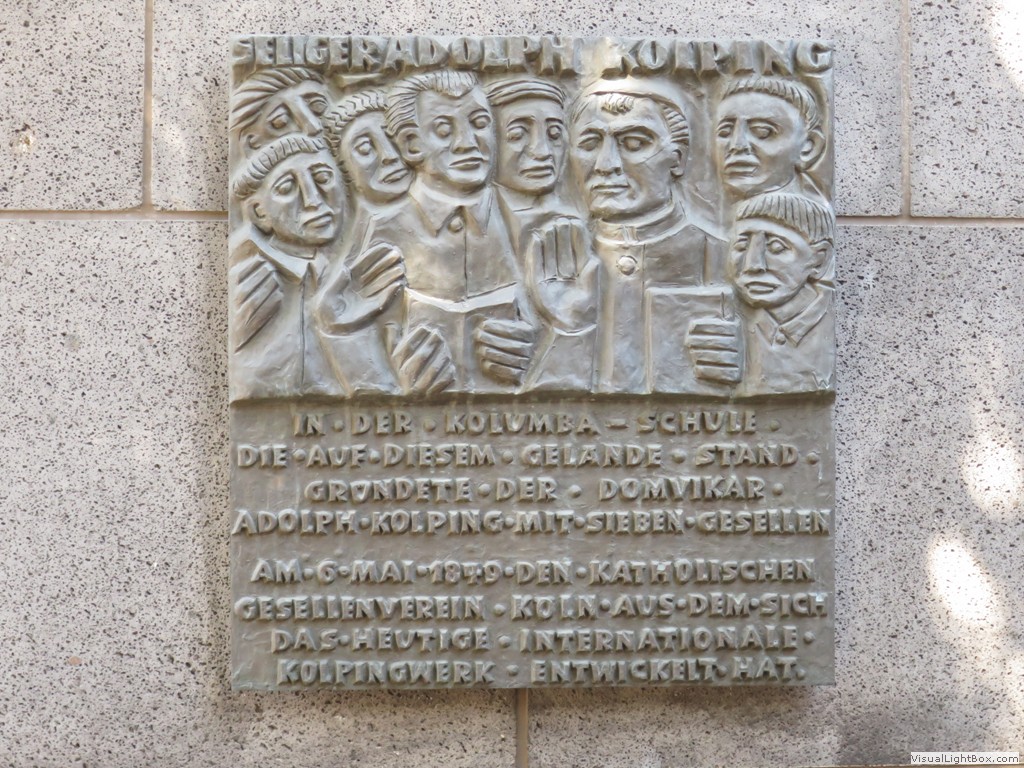 SELIGER ADOLPH KOLPING
IN · DER · KOLUMBA – SCHULE ·
DIE · AUF · DIESEM · GELÄNDE · STAND ·
GRÜNDETE · DER · DOMVIKAR ·
ADOLPH · KOLPING · MIT · SIEBEN · GESELLEN
AM · 6 · MAI · 1849 · DEN · KATHOLISCHEN
GESELLENVEREIN · KÖLN · AUS · DEM · SICH
DAS · HEUTIGE · INTERNATIONALE ·
KOLPINGWERK · ENTWICKELT · HAT.
VisualLightBox.com